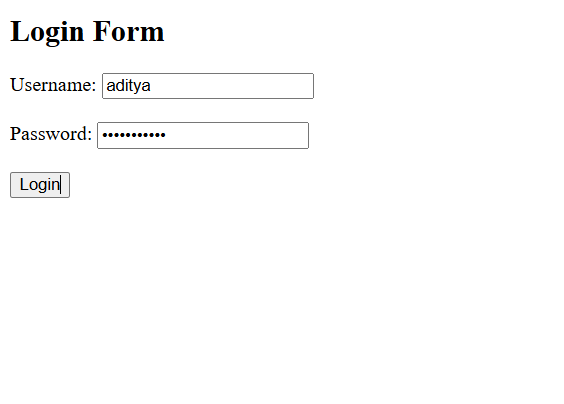 Login Form
Username: aditya
Password: •••••••••••
Login